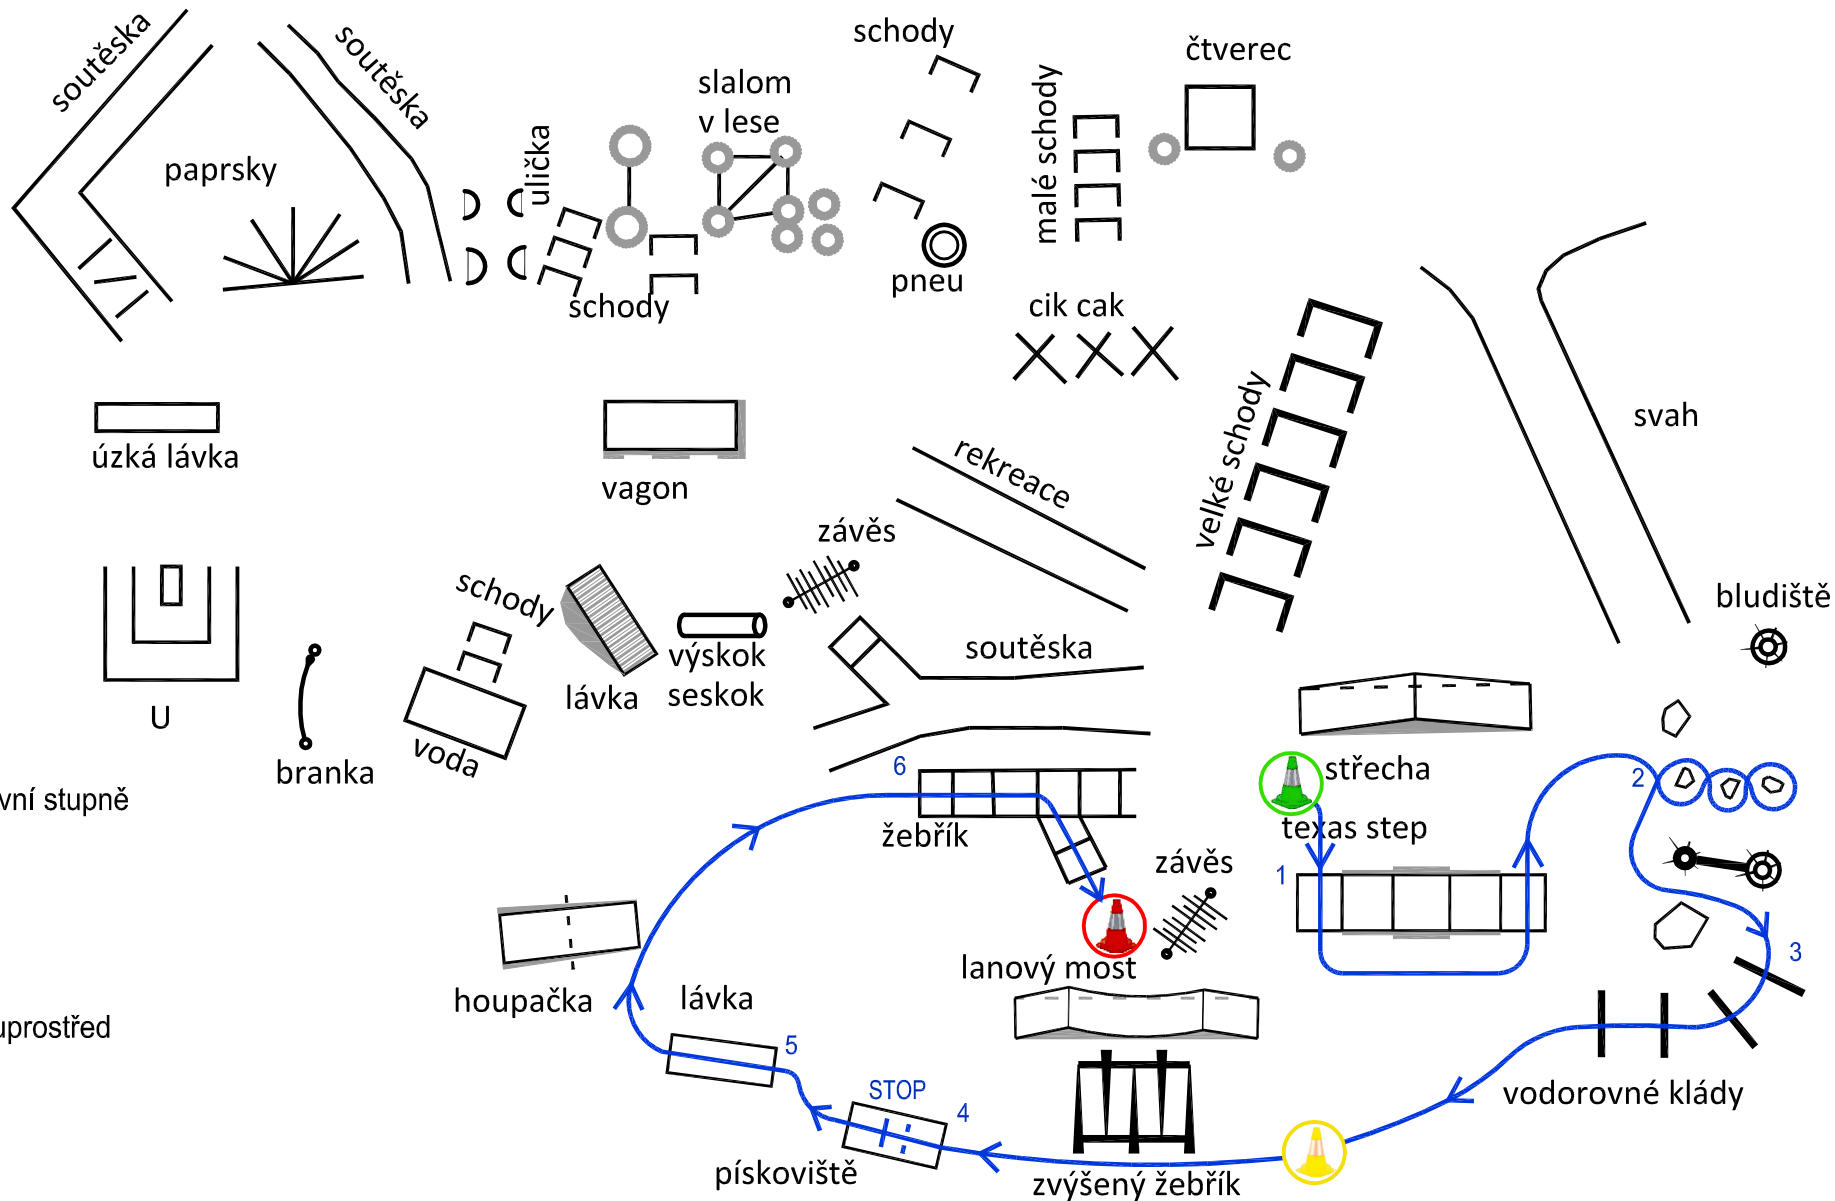 soutěska
soutěska
schody
čtverec
slalom
v lese
malé schody
ulička
paprsky
schody
pneu
cik cak
úzká lávka
vagon
rekreace
velké schody
svah
závěs
schody
bludiště
výskok
seskok
soutěska
lávka
U
voda
branka
6
střecha
2
vní stupně
žebřík
texas step
závěs
1
3
lanový most
houpačka
lávka
uprostřed
5
STOP
4
vodorovné klády
pískoviště
zvýšený žebřík